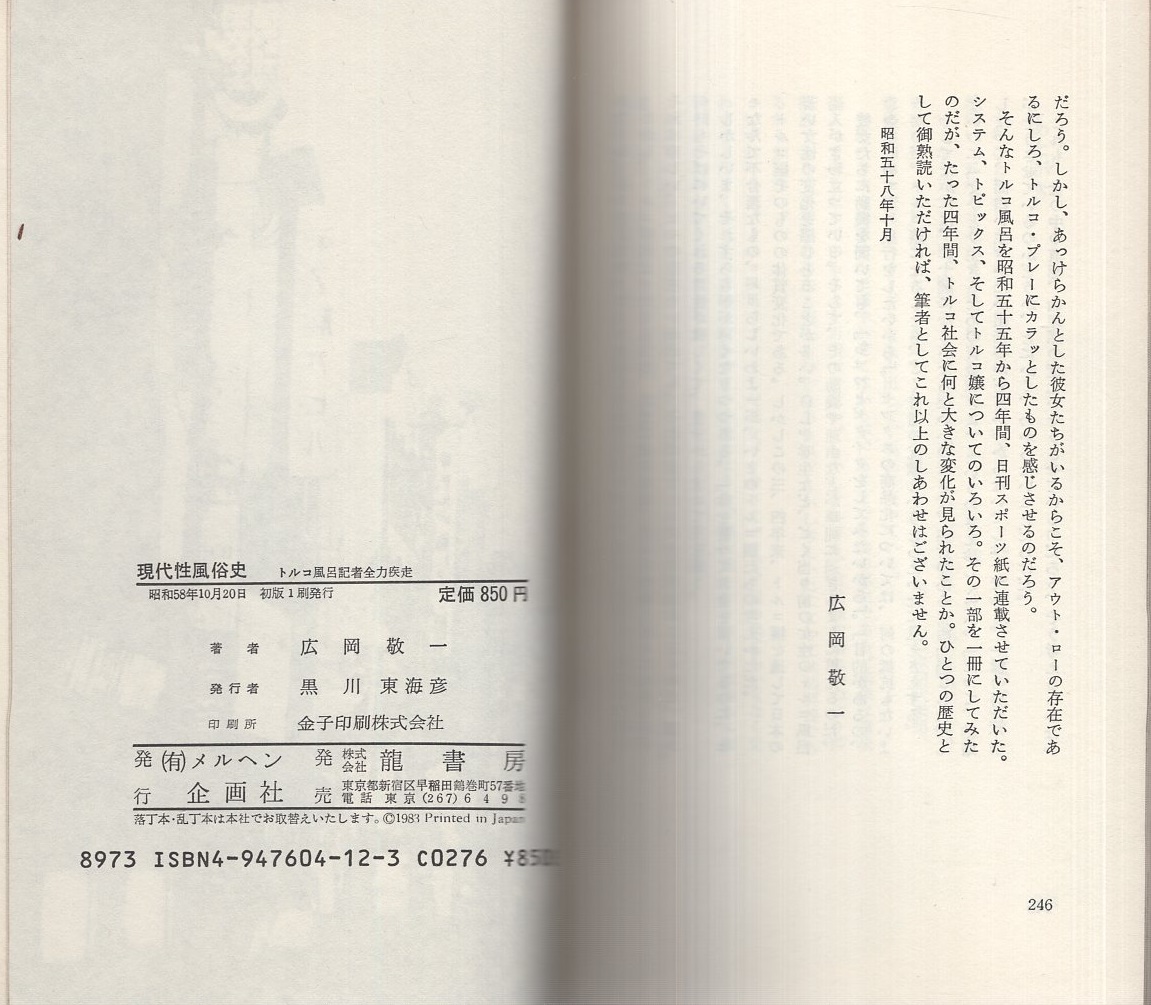 だろう。しかし、あっけらかんとした彼女たちがいるからこそ、アウト・ローの存在であ
るにしろ、トルコ・プレーにカラッとしたものを感じさせるのだろう。
そんなトルコ風呂を昭和五十五年から四年間、日刊スポーツ紙に連載させていただいた。
システム、トピックス、そしてトルコ嬢についてのいろいろ。その一部を一冊にしてみた
のだが、たった四年間、トルコ社会に何と大きな変化が見られたことか。ひとつの歴史と
して御熟読いただければ、筆者としてこれ以上のしあわせはございません。
昭和五十八年十月
広岡敬一
246
現代性風俗史 トルコ風呂記者全力疾走
昭和58年10月20日 初版1刷発行 定価850円
著者 広岡敬一
発行者 黒川東海彦
印刷所 金子印刷株式会社
発行 (有)メルヘン企画社
発売 株式会社 龍書房
東京都新宿区早稲田鶴巻町57番地
電話 東京(267)649
落丁本・乱丁本は本社でお取替えいたします。©1983 Printed in Japan
8973 ISBN4-947604-12-3 C0276 ¥850